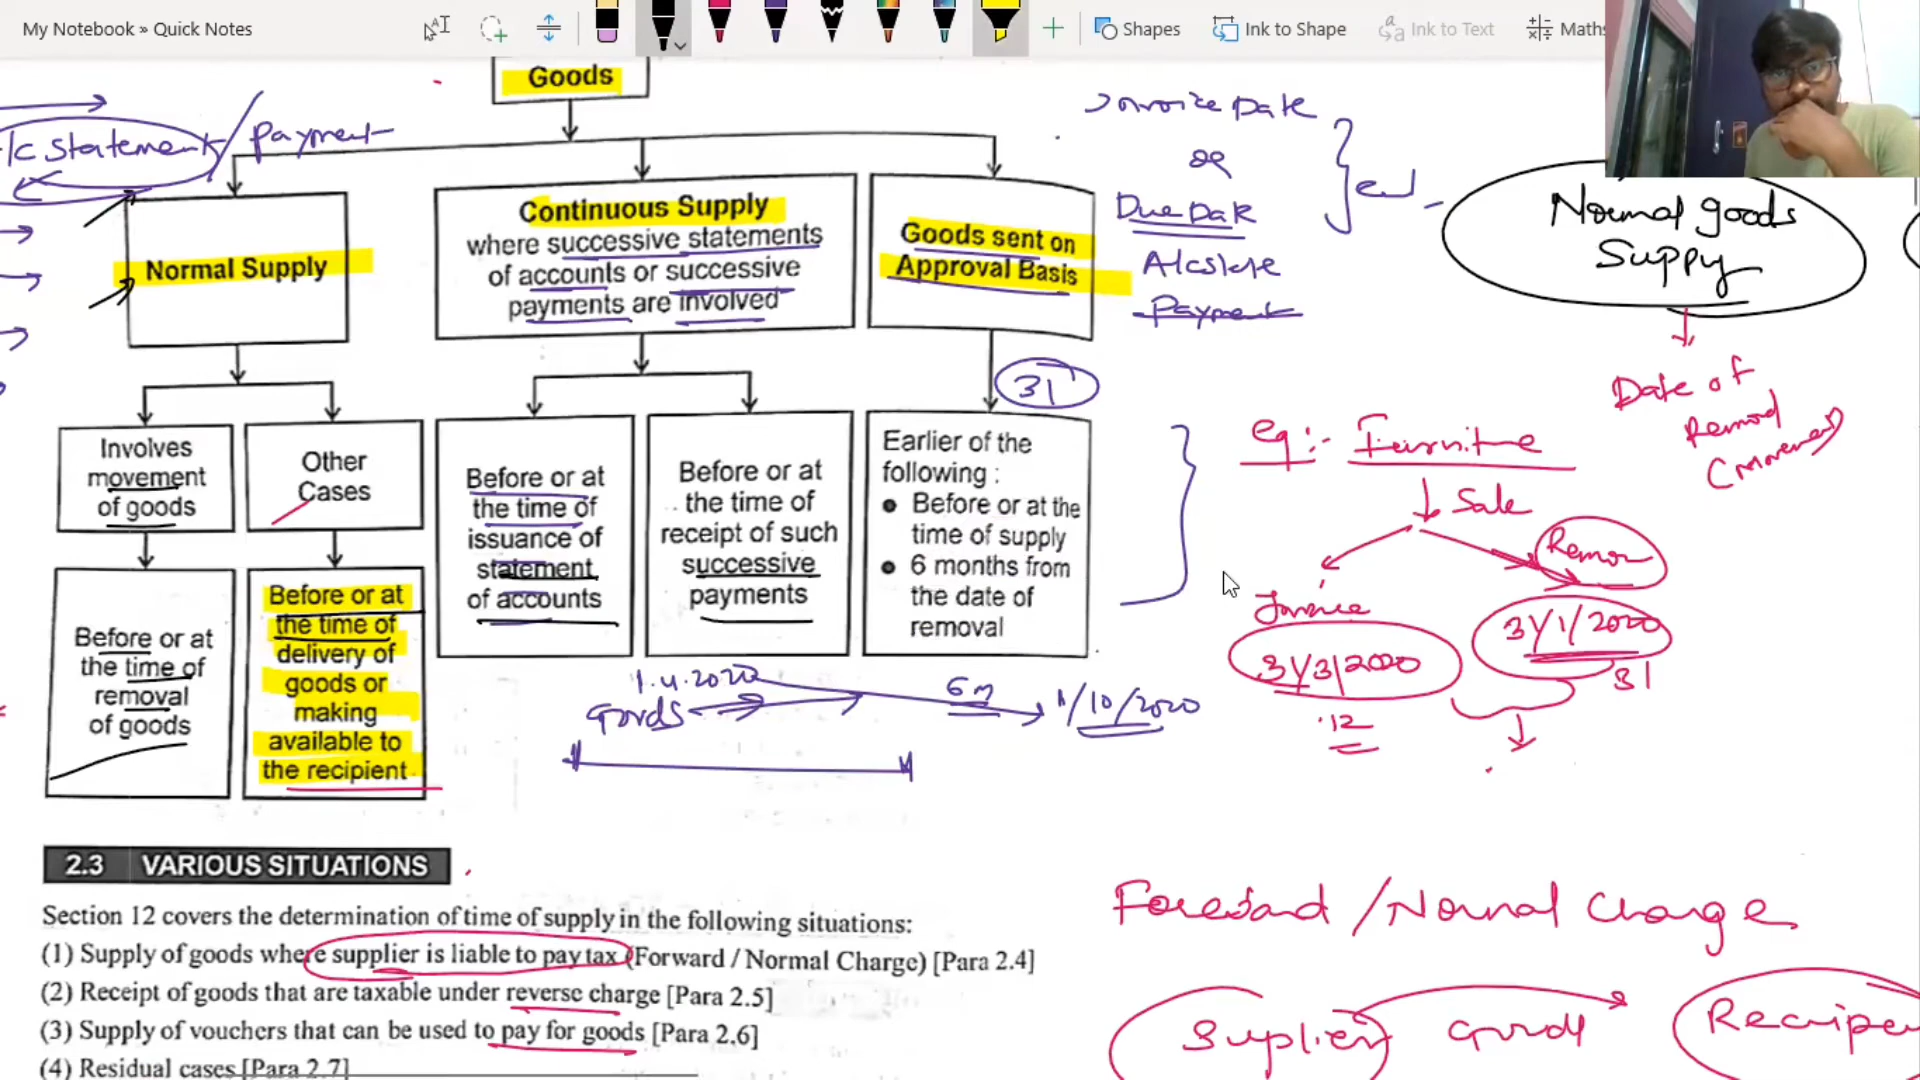 My Notebook » Quick Notes
Shapes
Ink to Shape
Ink to Text
Maths
Goods
statement / payment
Invoice Date
or
Due Date
Payment
Normal goods
Supply
Normal Supply
Continuous Supply
where successive statements
of accounts or successive
payments are involved
Goods sent on
Approval Basis
31
Date of
Involves
movement
of goods
Other
Cases
Before or at
the time of
issuance of
statement
of accounts
Before or at
the time of
receipt of such
successive
payments
Earlier of the
following :
● Before or at the
time of supply
● 6 months from
the date of
removal
eg:- Furniture
Sale
Invoice
31/3/2020
12
31/1/2020
31
Before or at
the time of
removal
of goods
Before or at
the time of
delivery of
goods or
making
available to
the recipient
1.4.2020
Goods
6m
1/10/2020
2.3 VARIOUS SITUATIONS
Section 12 covers the determination of time of supply in the following situations:
(1) Supply of goods where supplier is liable to pay tax (Forward / Normal Charge) [Para 2.4]
(2) Receipt of goods that are taxable under reverse charge [Para 2.5]
(3) Supply of vouchers that can be used to pay for goods [Para 2.6]
(4) Residual cases [Para 2.7]
/Normal Charge
Suplier